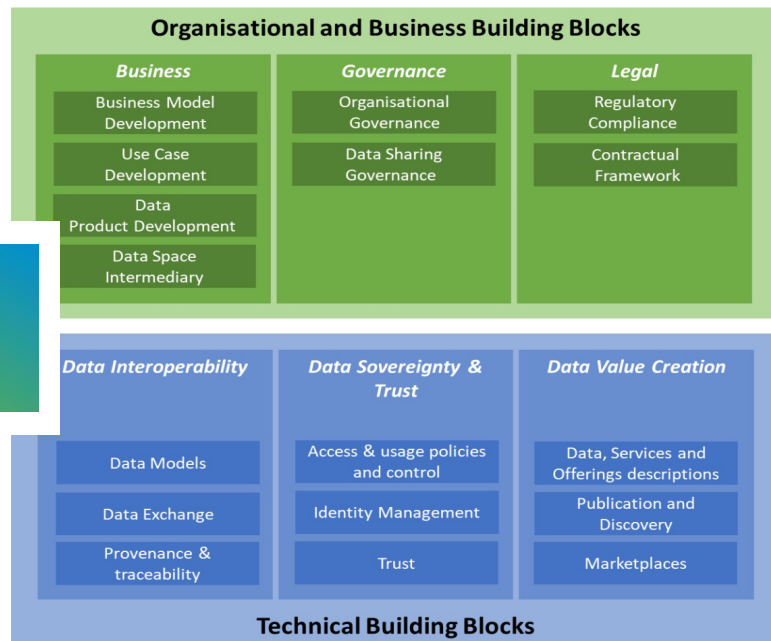 Organisational and Business Building Blocks
Business
Business Model
Development
Use Case
Development
Data
Product Development
Data Space
Intermediary
Governance
Organisational
Governance
Data Sharing
Governance
Legal
Regulatory
Compliance
Contractual
Framework
Data Interoperability
Data Models
Data Exchange
Provenance &
traceability
Data Sovereignty &
Trust
Access & usage policies
and control
Identity Management
Trust
Data Value Creation
Data, Services and
Offerings descriptions
Publication and
Discovery
Marketplaces
Technical Building Blocks